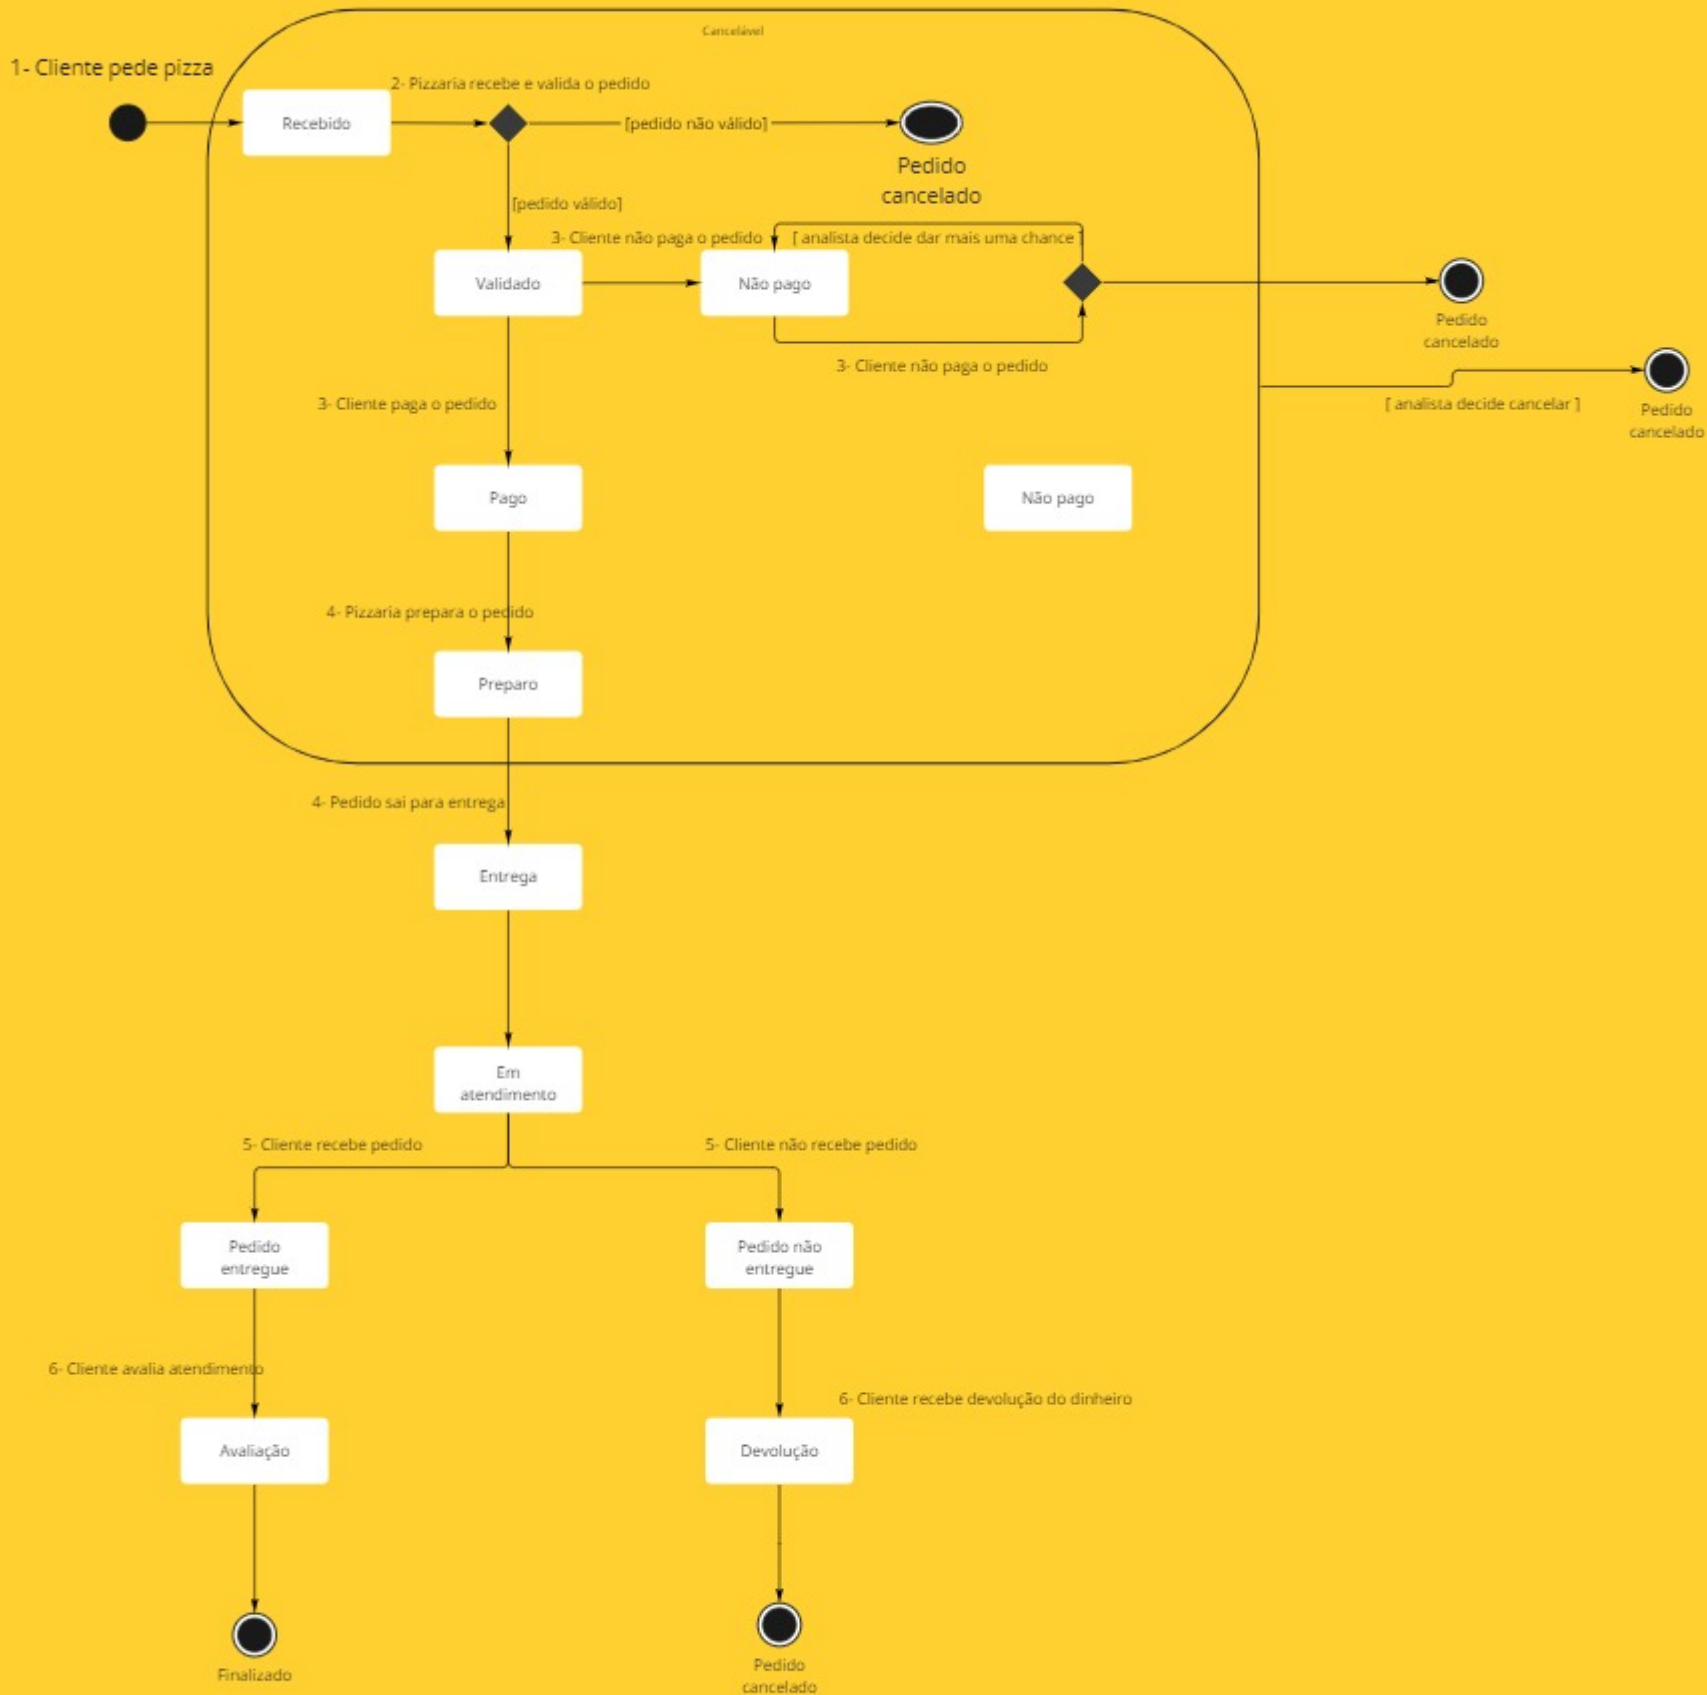 Cancelável
1- Cliente pede pizza
2- Pizzaria recebe e valida o pedido
Recebido
[pedido não válido]
Pedido
cancelado
[pedido válido]
3- Cliente não paga o pedido
[ analista decide dar mais uma chance ]
Validado
Não pago
Pedido
cancelado
3- Cliente não paga o pedido
3- Cliente paga o pedido
[ analista decide cancelar ]
Pedido
cancelado
Pago
Não pago
4- Pizzaria prepara o pedido
Preparo
4- Pedido sai para entrega
Entrega
Em
atendimento
5- Cliente recebe pedido
5- Cliente não recebe pedido
Pedido
entregue
Pedido não
entregue
6- Cliente avalia atendimento
6- Cliente recebe devolução do dinheiro
Avaliação
Devolução
Finalizado
Pedido
cancelado